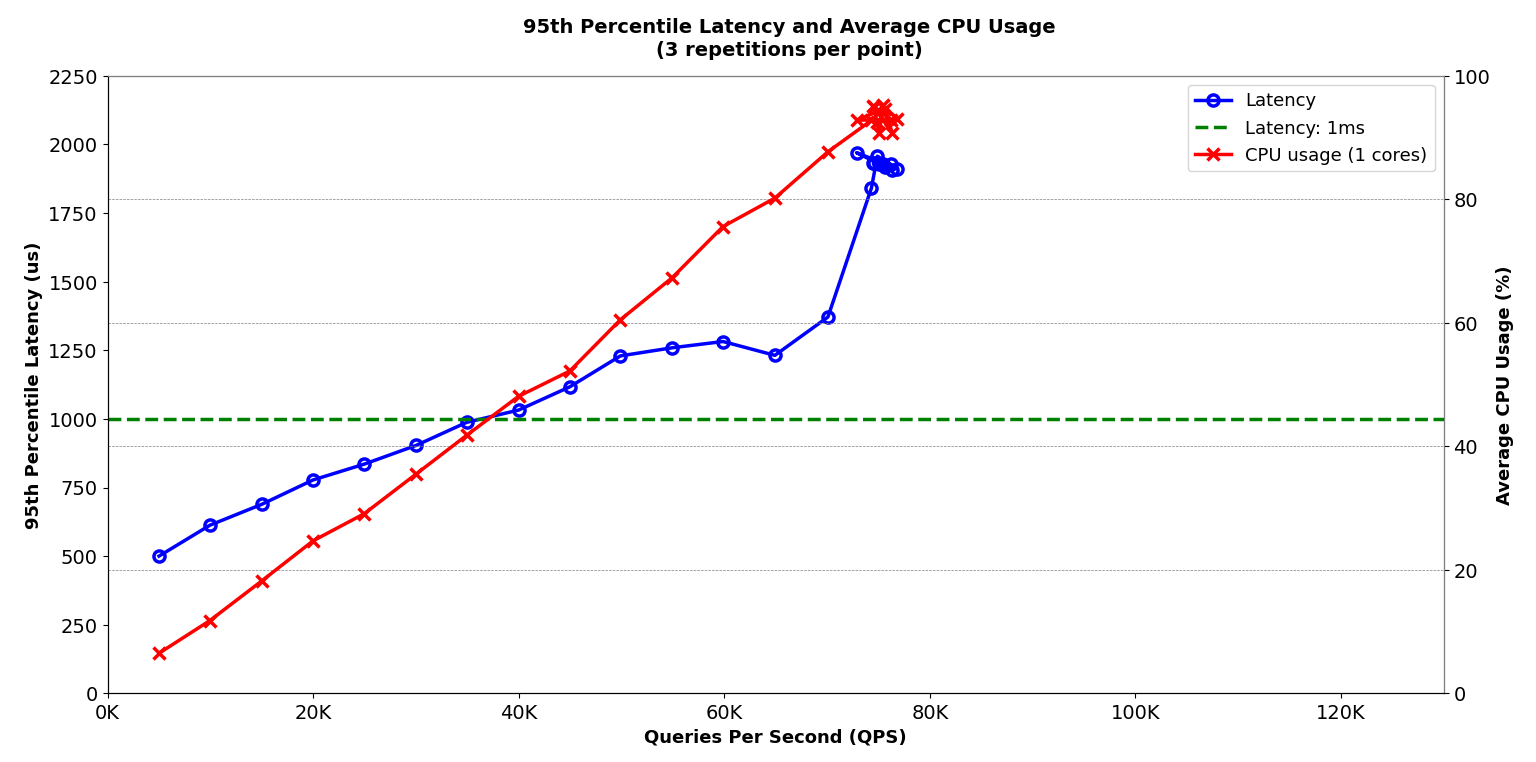 95th Percentile Latency and Average CPU Usage
(3 repetitions per point)
2250
2000
1750
1500
1250
1000
750
500
250
0
95th Percentile Latency (us)
Latency
Latency: 1ms
CPU usage (1 cores)
100
80
60
40
20
0
Average CPU Usage (%)
0K
20K
40K
60K
80K
100K
120K
Queries Per Second (QPS)